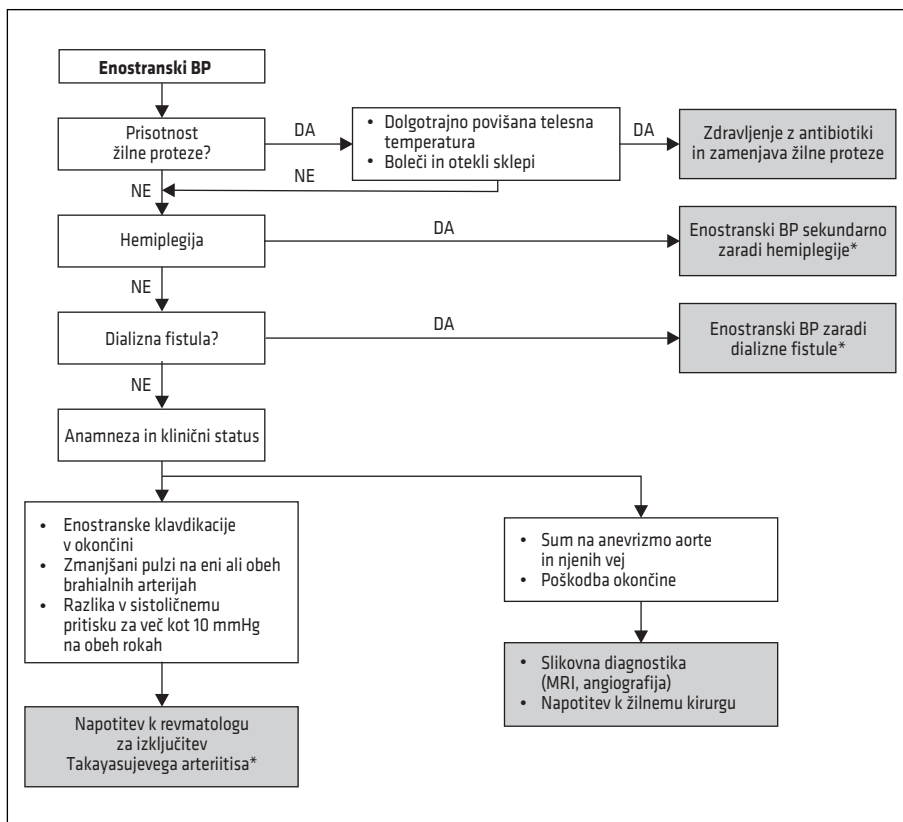 Enostranski BP
Prisotnost
žilne proteze?
DA
• Dolgotrajno povišana telesna
temperatura
• Boleči in otekli sklepi
DA
Zdravljenje z antibiotiki
in zamenjava žilne proteze
NE
NE
Hemiplegija
DA
Enostranski BP sekundarno
zaradi hemiplegije*
NE
Dializna fistula?
DA
Enostranski BP zaradi
dializne fistule*
NE
Anamneza in klinični status
• Enostranske klavdikacije
v okončini
• Zmanjšani pulzi na eni ali obeh
brahialnih arterijah
• Razlika v sistoličnemu
pritisku za več kot 10 mmHg
na obeh rokah
• Sum na anevrizmo aorte
in njenih vej
• Poškodba okončine
• Slikovna diagnostika
(MRI, angiografija)
• Napotitev k žilnemu kirurgu
Napotitev k revmatologu
za izključitev
Takayasujevega arteriitisa*